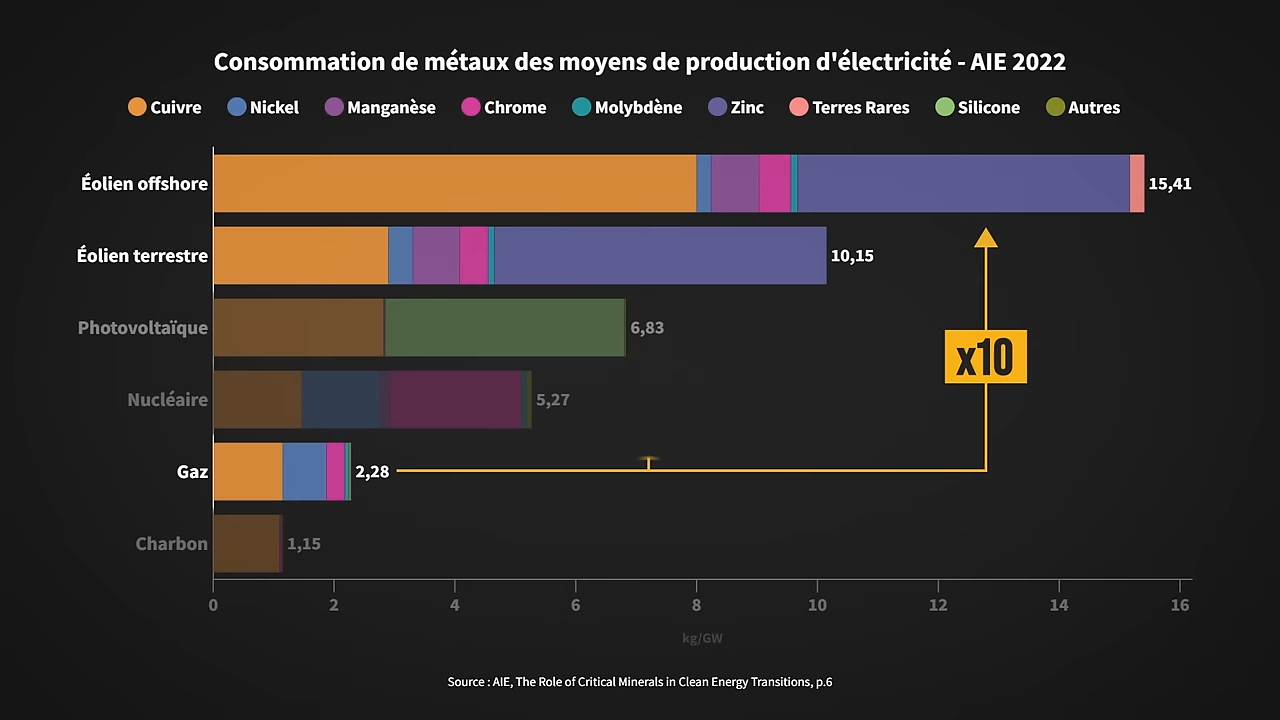 Consommation de métaux des moyens de production d'électricité - AIE 2022
Cuivre Nickel Manganèse Chrome Molybdène Zinc Terres Rares Silicone Autres
Éolien offshore 15,41
Éolien terrestre 10,15
Photovoltaïque 6,83
x10
Nucléaire 5,27
Gaz 2,28
Charbon 1,15
0 2 4 6 8 10 12 14 16
kg/GW
Source : AIE, The Role of Critical Minerals in Clean Energy Transitions, p.6